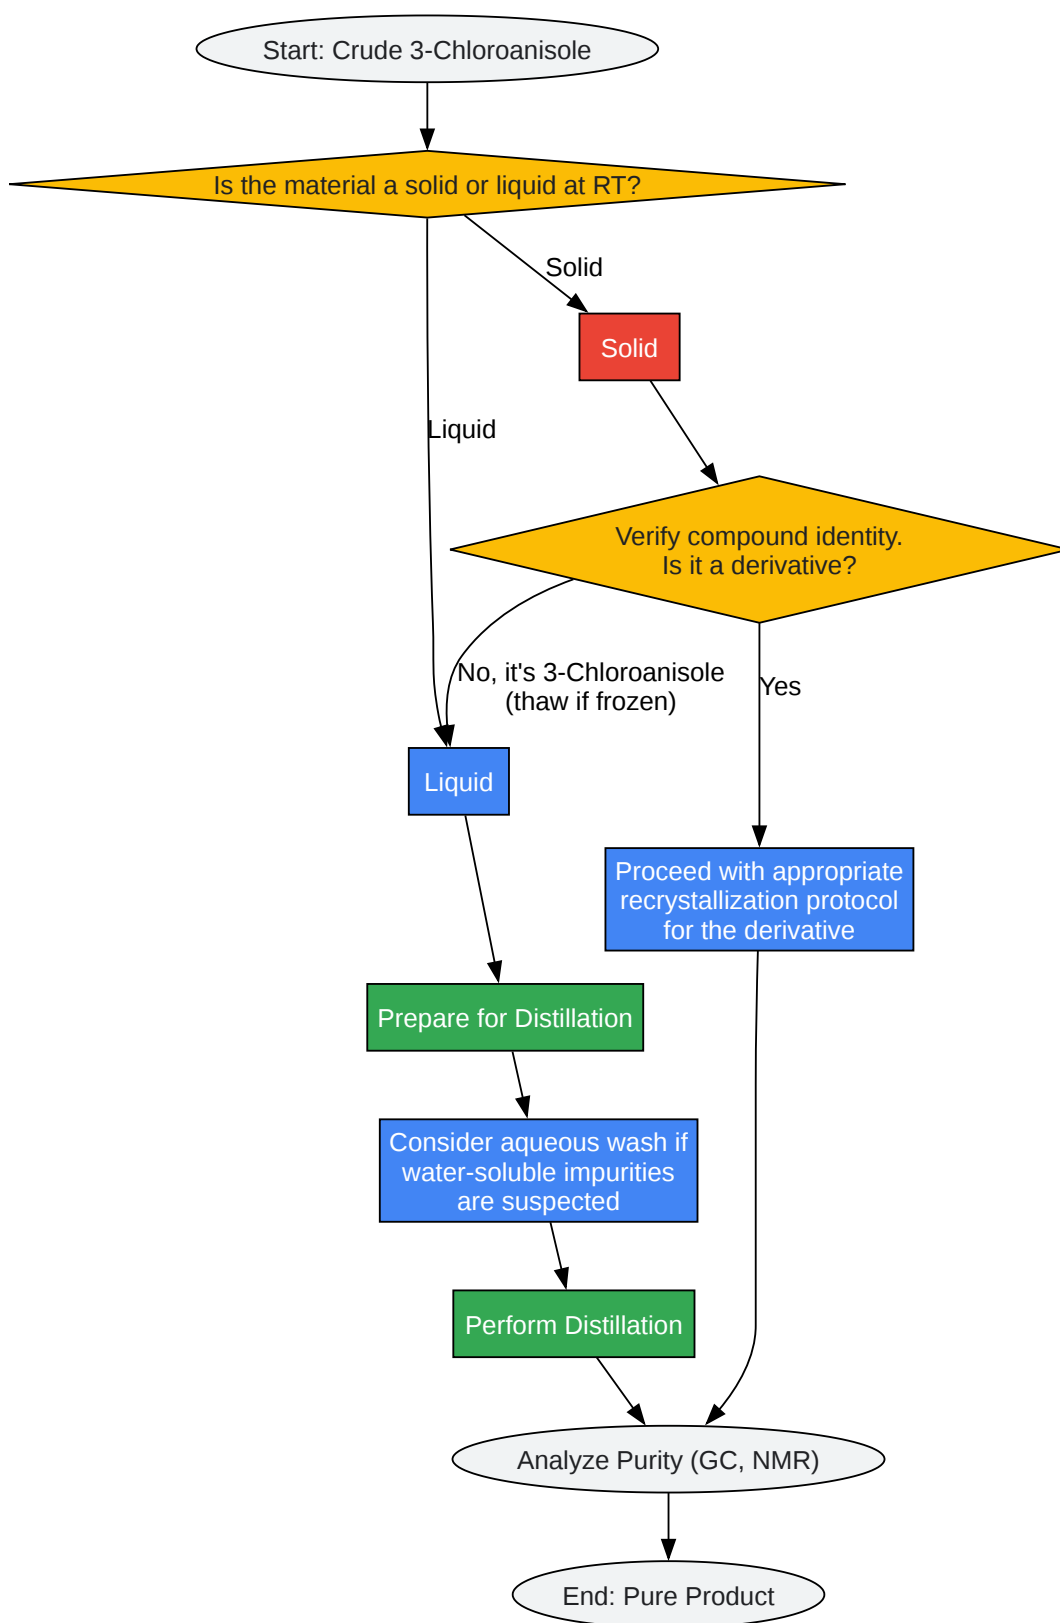 Start: Crude 3-Chloroanisole
Is the material a solid or liquid at RT?
Solid
Solid
Liquid
Verify compound identity.
Is it a derivative?
No, it's 3-Chloroanisole
(thaw if frozen)
Yes
Liquid
Proceed with appropriate
recrystallization protocol
for the derivative
Prepare for Distillation
Consider aqueous wash if
water-soluble impurities
are suspected
Perform Distillation
Analyze Purity (GC, NMR)
End: Pure Product